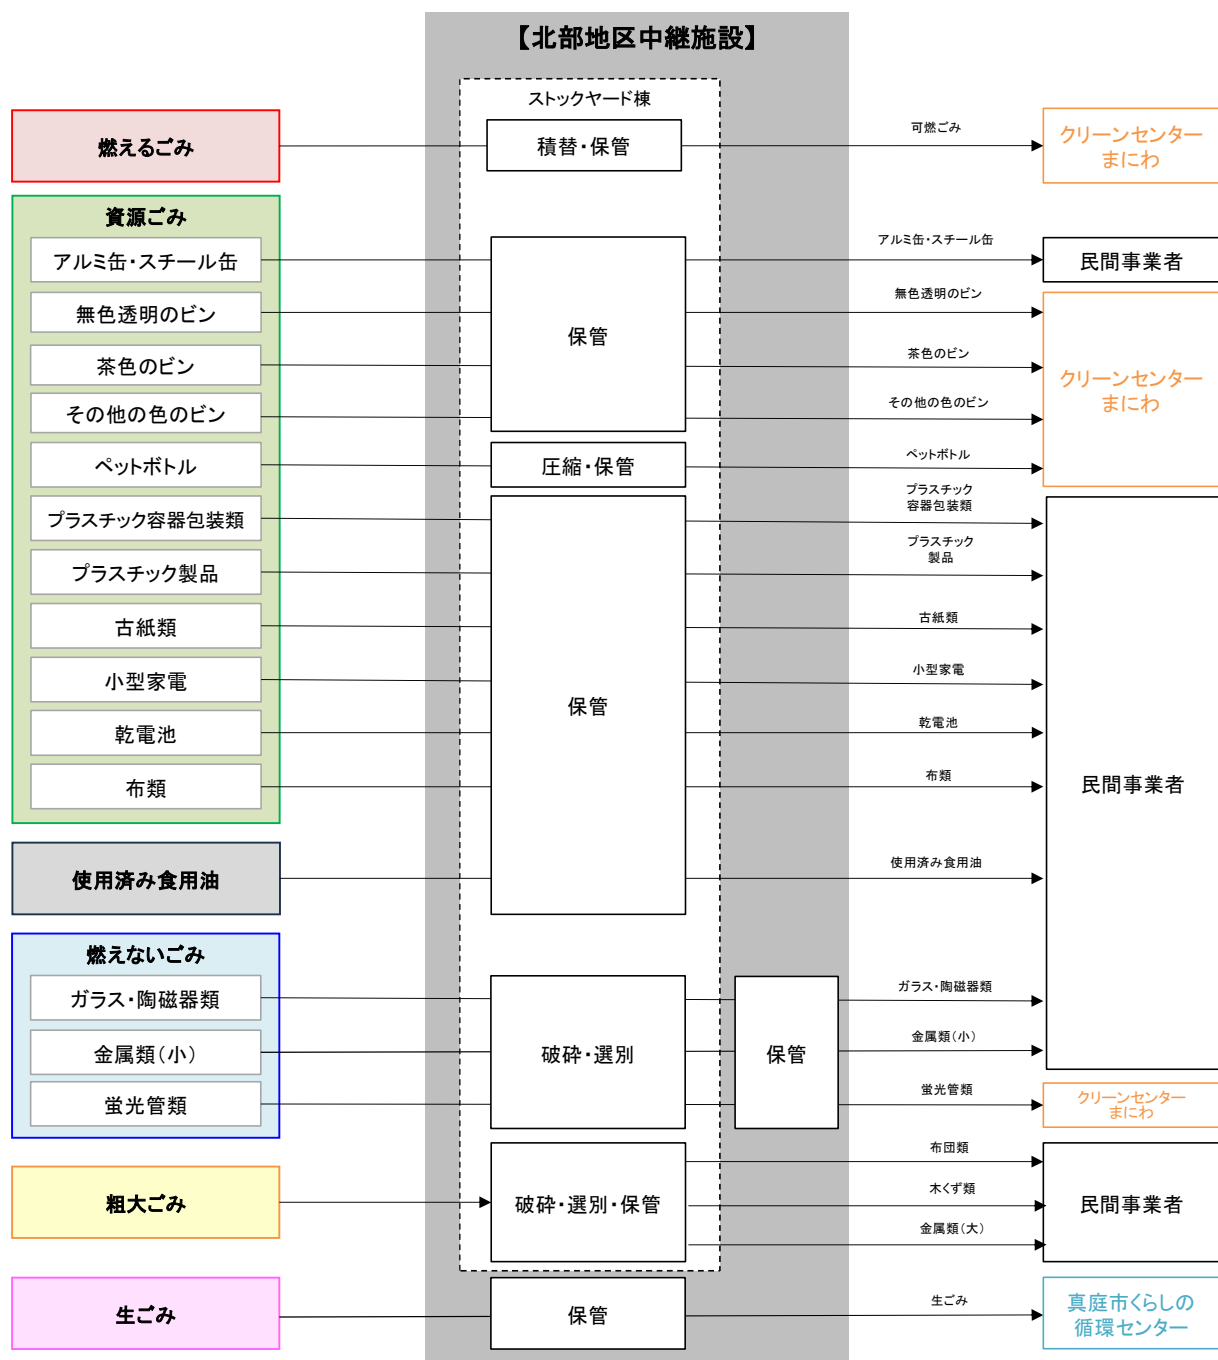 【北部地区中継施設】
ストックヤード棟
燃えるごみ
積替・保管
可燃ごみ
クリーンセンター
まにわ
資源ごみ
アルミ缶・スチール缶
無色透明のビン
茶色のビン
その他の色のビン
ペットボトル
プラスチック容器包装類
プラスチック製品
古紙類
小型家電
乾電池
布類
保管
圧縮・保管
保管
アルミ缶・スチール缶
無色透明のビン
茶色のビン
その他の色のビン
ペットボトル
プラスチック
容器包装類
プラスチック
製品
古紙類
小型家電
乾電池
布類
民間事業者
クリーンセンター
まにわ
民間事業者
使用済み食用油
使用済み食用油
燃えないごみ
ガラス・陶磁器類
金属類(小)
蛍光管類
破砕・選別
保管
ガラス・陶磁器類
金属類(小)
蛍光管類
クリーンセンター
まにわ
粗大ごみ
破砕・選別・保管
布団類
木くず類
金属類(大)
民間事業者
生ごみ
保管
生ごみ
真庭市くらしの
循環センター